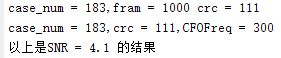 case_num = 183,fram = 1000 crc = 111
case_num = 183,crc = 111,CFOFreq = 300
以上是SNR = 4.1 的结果